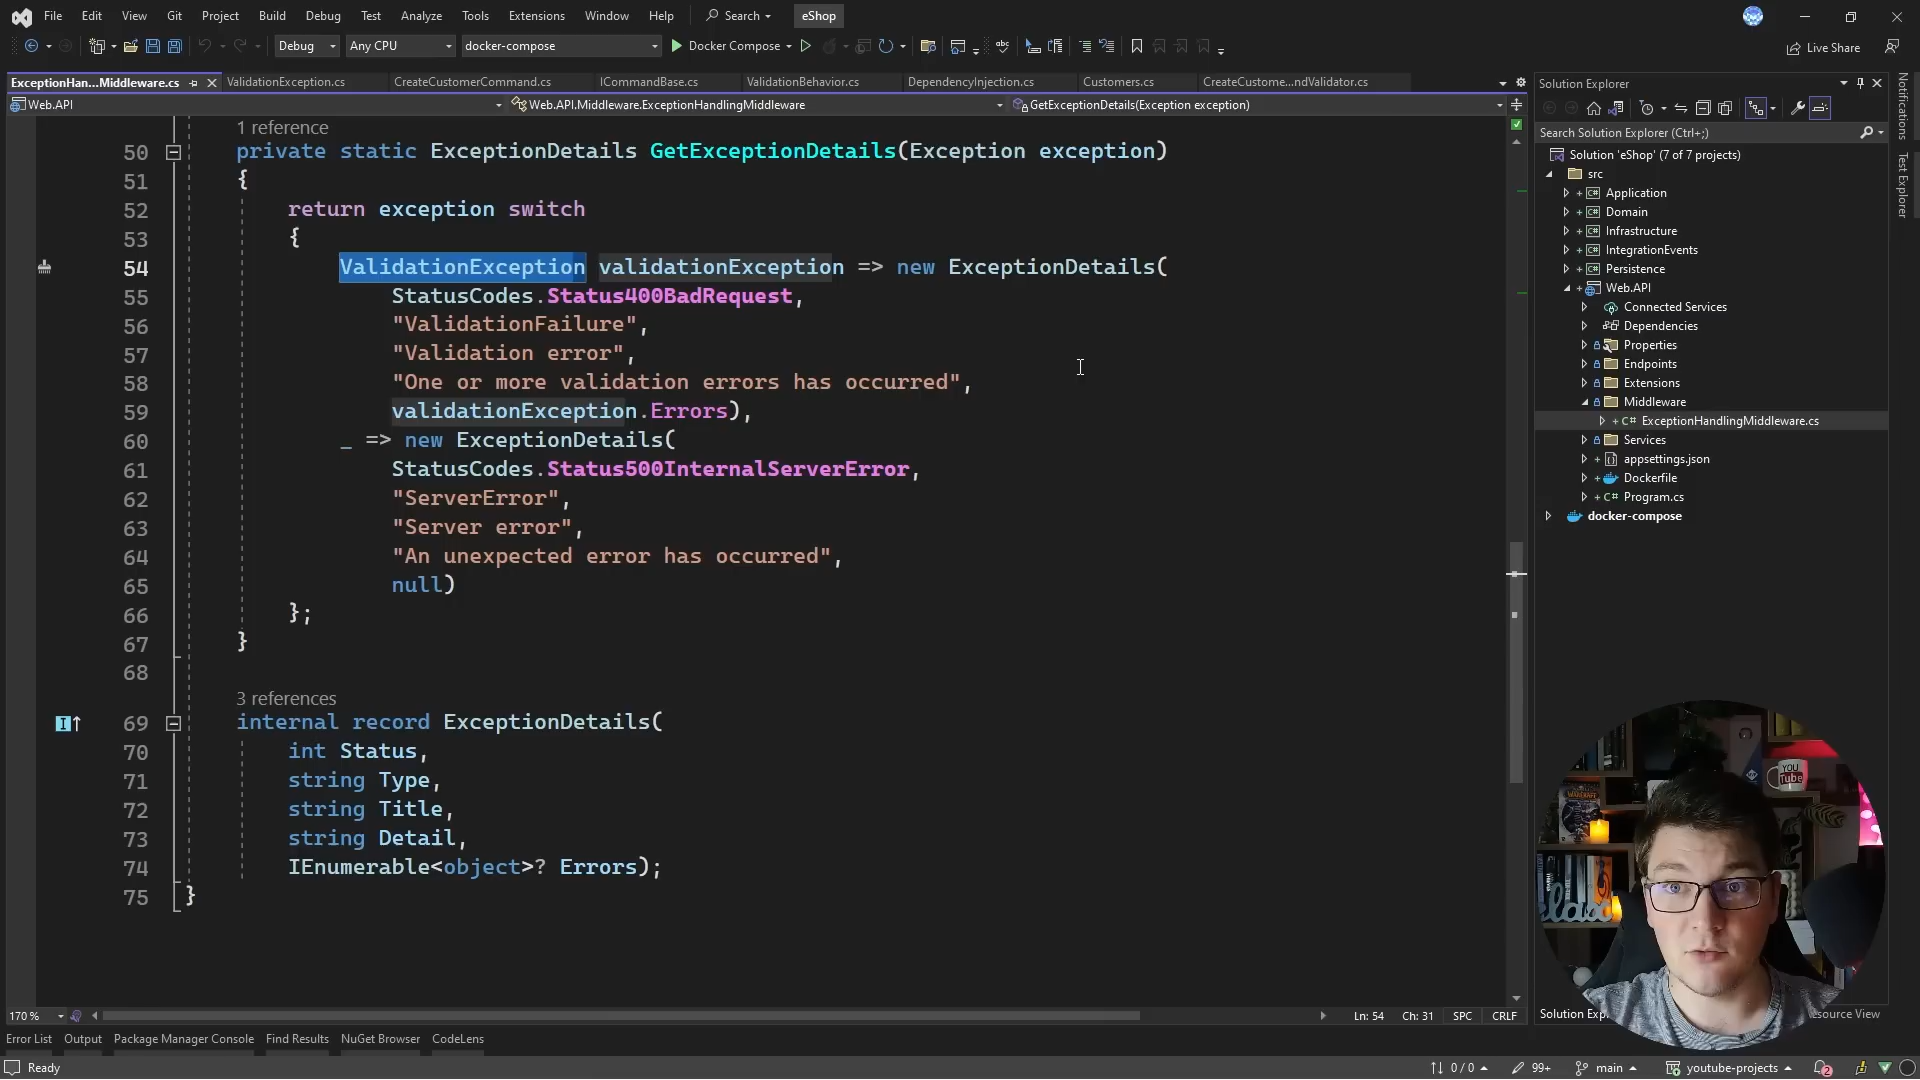 File Edit View Git Project Build Debug Test Analyze Tools Extensions Window Help Search eShop
Debug Any CPU docker-compose Docker Compose Live Share
ExceptionHan...Middleware.cs ValidationException.cs CreateCustomerCommand.cs ICommandBase.cs ValidationBehavior.cs DependencyInjection.cs Customers.cs CreateCustome...ndValidator.cs
Web.API Web.API.Middleware.ExceptionHandlingMiddleware GetExceptionDetails(Exception exception)
1 reference
50 private static ExceptionDetails GetExceptionDetails(Exception exception)
51 {
52 return exception switch
53 {
54 ValidationException validationException => new ExceptionDetails(
55 StatusCodes.Status400BadRequest,
56 "ValidationFailure",
57 "Validation error",
58 "One or more validation errors has occurred",
59 validationException.Errors),
60 _ => new ExceptionDetails(
61 StatusCodes.Status500InternalServerError,
62 "ServerError",
63 "Server error",
64 "An unexpected error has occurred",
65 null)
66 };
67 }
68
3 references
69 internal record ExceptionDetails(
70 int Status,
71 string Type,
72 string Title,
73 string Detail,
74 IEnumerable<object>? Errors);
75 }
170 % Ln: 54 Ch: 31 SPC CRLF
Error List Output Package Manager Console Find Results NuGet Browser CodeLens
Ready 0 / 0 99+ main youtube-projects 2
Solution Explorer
Search Solution Explorer (Ctrl+;)
Solution 'eShop' (7 of 7 projects)
src
Application
Domain
Infrastructure
IntegrationEvents
Persistence
Web.API
Connected Services
Dependencies
Properties
Endpoints
Extensions
Middleware
ExceptionHandlingMiddleware.cs
Services
appsettings.json
Dockerfile
Program.cs
docker-compose
Notifications
Test Explorer
YOU
Tube
Solution Expl
source View